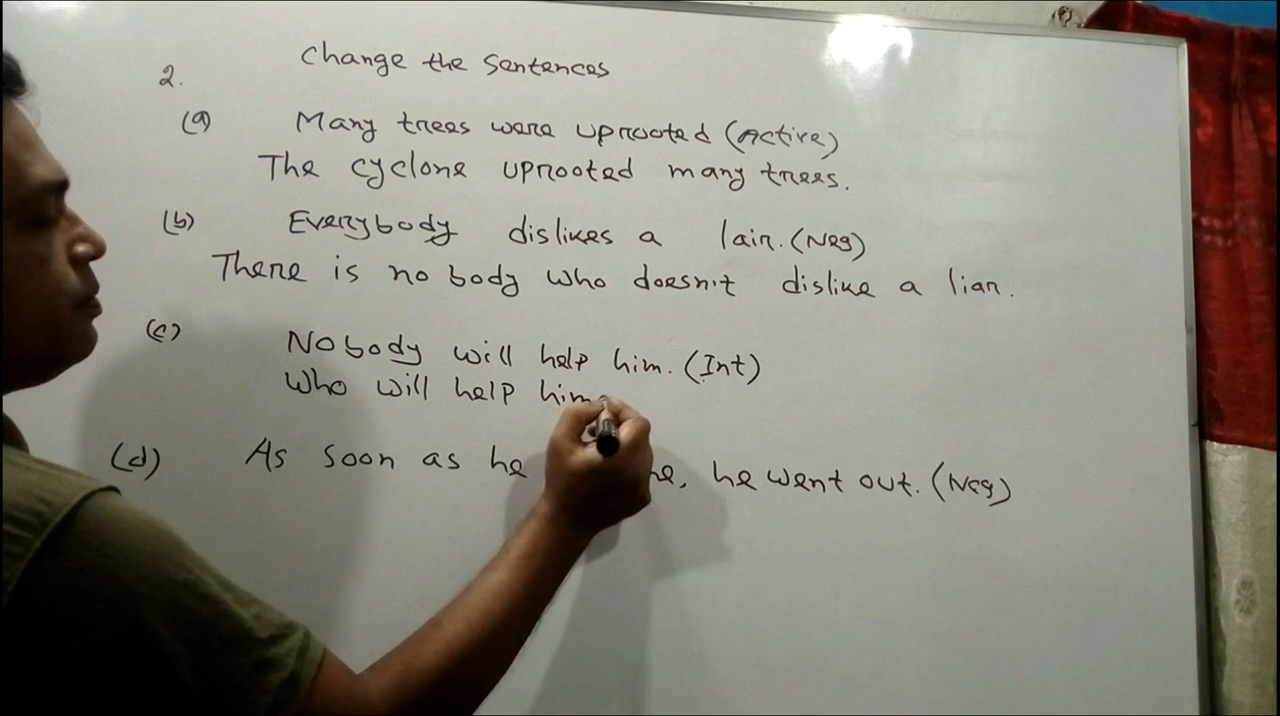 Change the Sentences
2.
(a) Many trees were uprooted (Active)
The cyclone uprooted many trees.
(b) Everybody dislikes a lair. (Neg)
There is no body who doesn't dislike a lian.
(c) Nobody will help him. (Int)
Who will help him
(d) As soon as he he, he went out. (Neg)